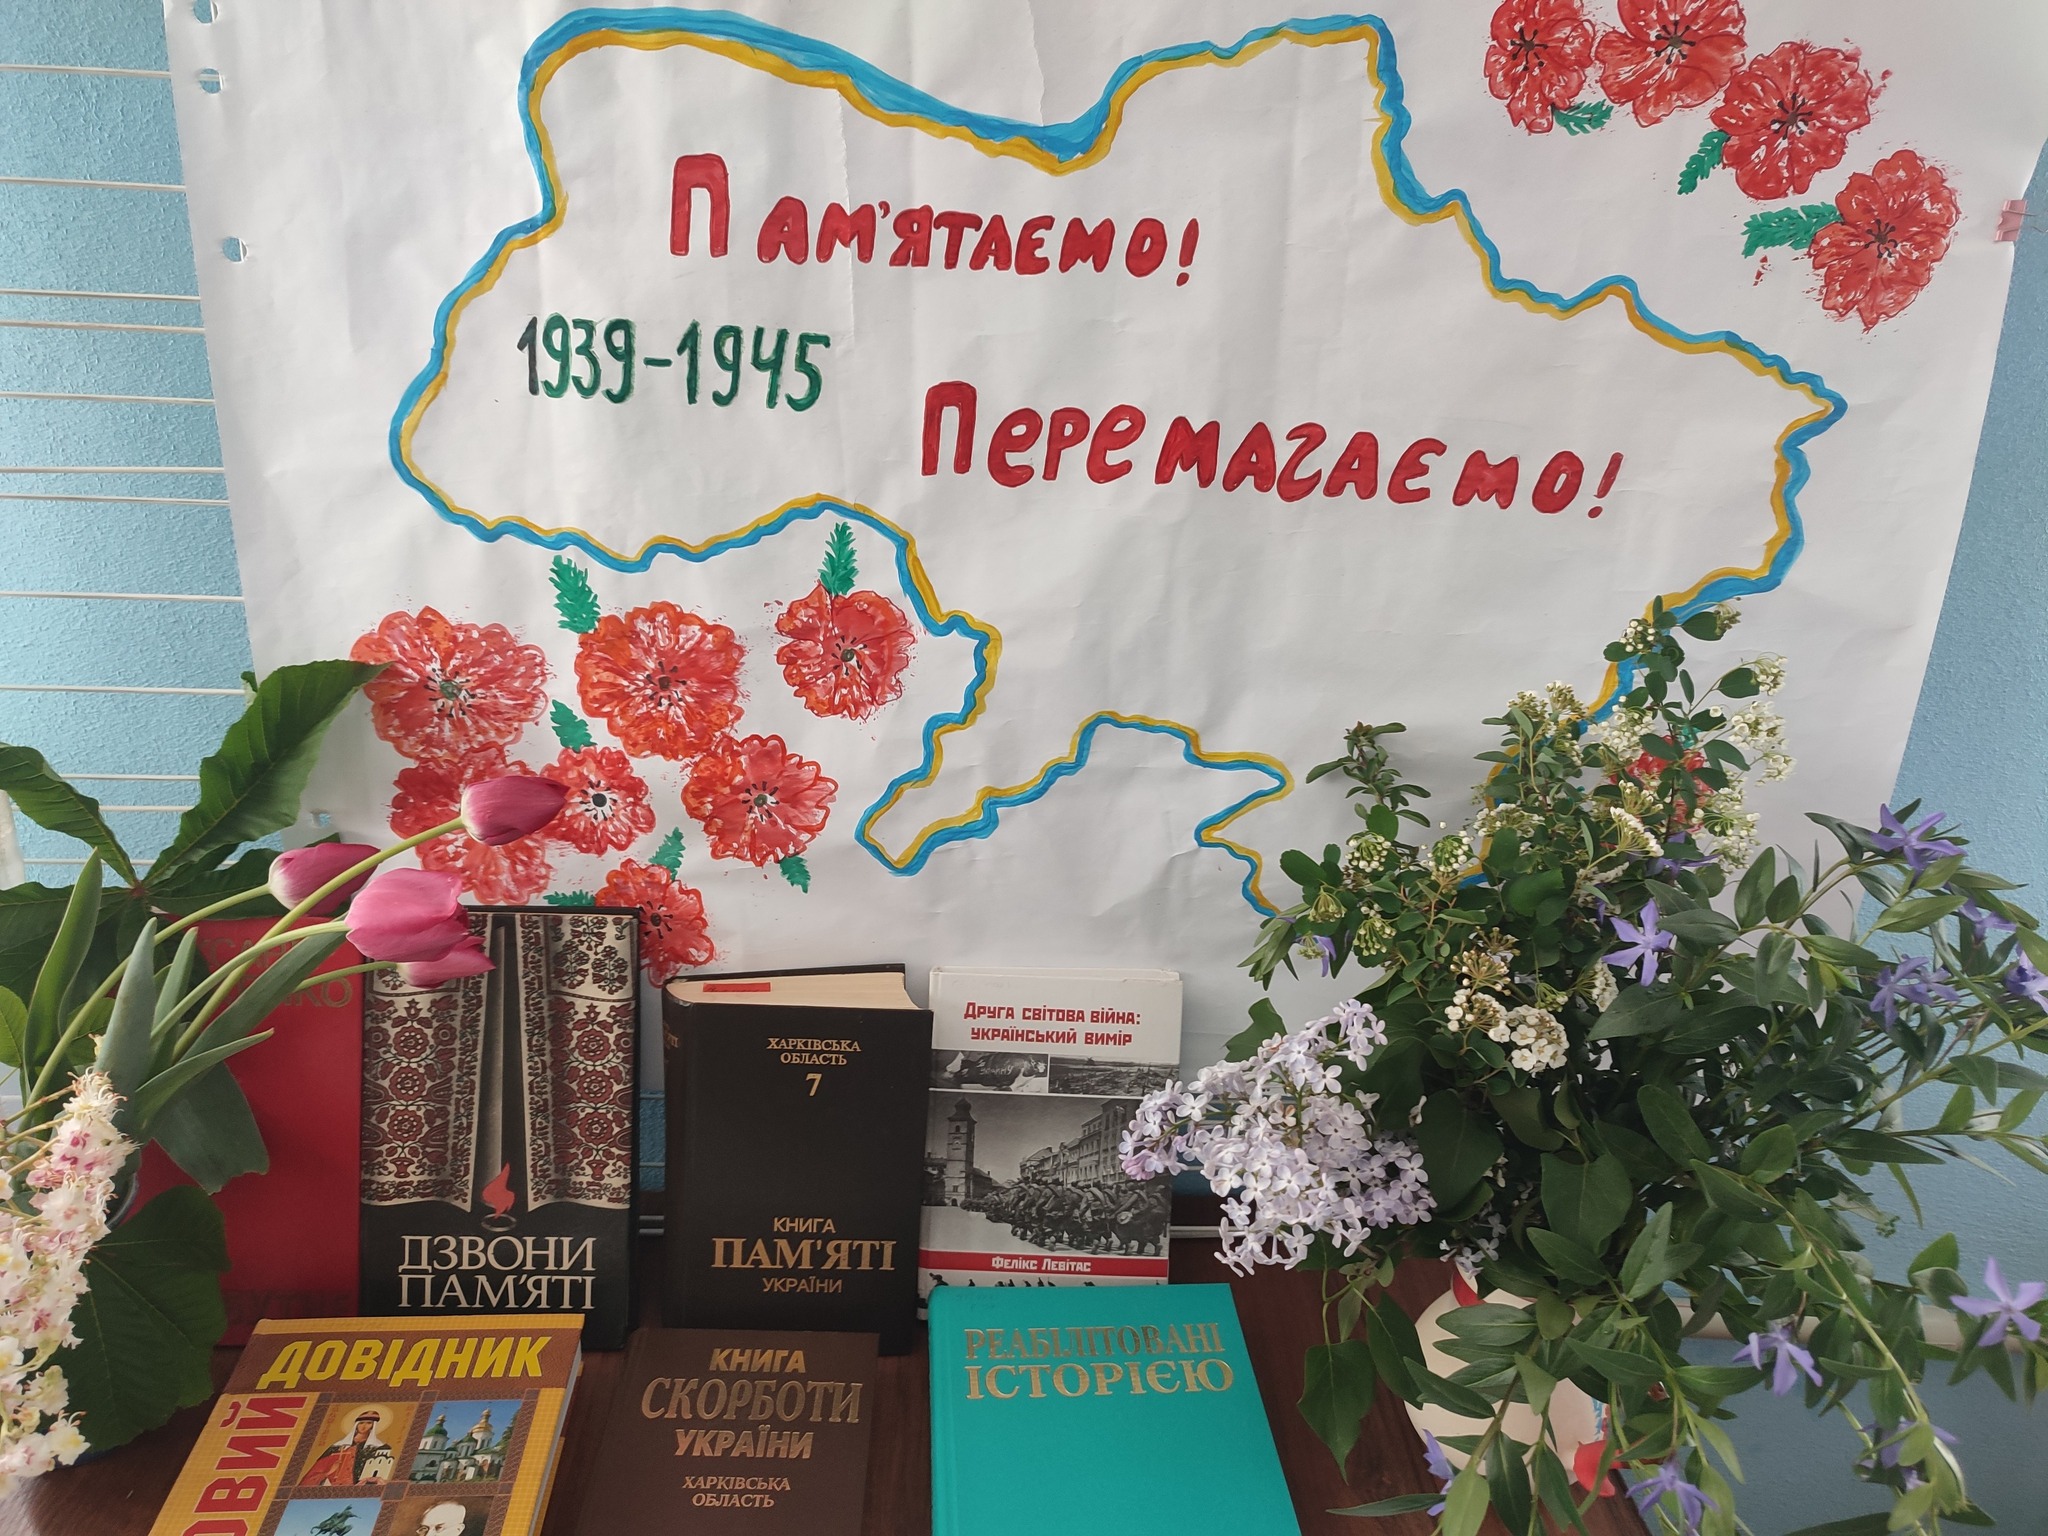 Пам'ятаємо!
1939-1945
Перемагаємо!
ДЗВОНИ
ПАМ'ЯТІ
ХАРКІВСЬКА
ОБЛАСТЬ
7
КНИГА
ПАМ'ЯТІ
УКРАЇНИ
Друга світова війна:
український вимір
Фелікс Левітас
ДОВІДНИК
КНИГА
СКОРБОТИ
УКРАЇНИ
ХАРКІВСЬКА
ОБЛАСТЬ
РЕАБІЛІТОВАНІ
ІСТОРІЄЮ